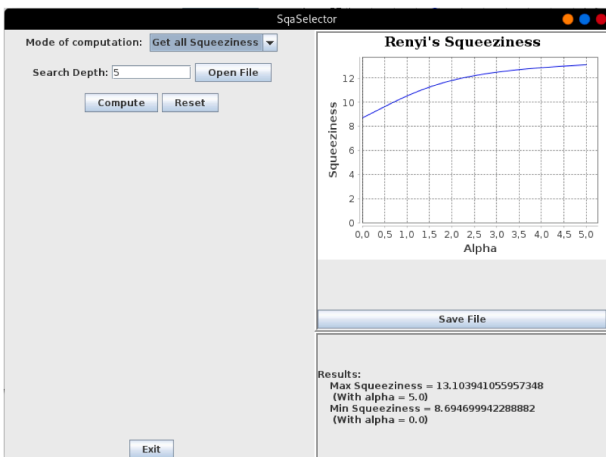 SqaSelector
Mode of computation: Get all Squeeziness
Search Depth: 5 Open File
Compute Reset
Exit
Renyi's Squeeziness
Squeeziness
12
10
8
6
4
2
0
0,0 0,5 1,0 1,5 2,0 2,5 3,0 3,5 4,0 4,5 5,0
Alpha
Save File
Results:
Max Squeeziness = 13.103941055957348
(With alpha = 5.0)
Min Squeeziness = 8.694699942288882
(With alpha = 0.0)